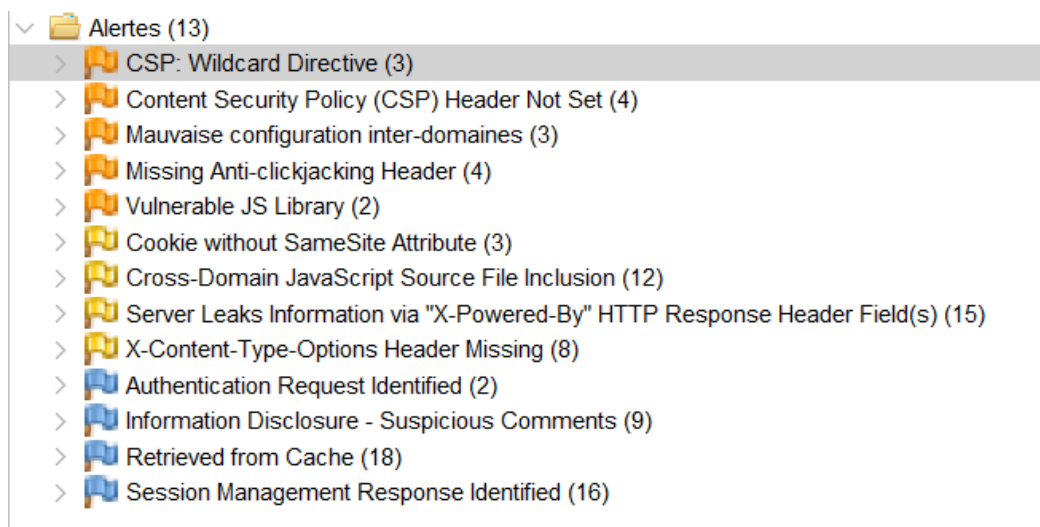 Alertes (13)
CSP: Wildcard Directive (3)
Content Security Policy (CSP) Header Not Set (4)
Mauvaise configuration inter-domaines (3)
Missing Anti-clickjacking Header (4)
Vulnerable JS Library (2)
Cookie without SameSite Attribute (3)
Cross-Domain JavaScript Source File Inclusion (12)
Server Leaks Information via "X-Powered-By" HTTP Response Header Field(s) (15)
X-Content-Type-Options Header Missing (8)
Authentication Request Identified (2)
Information Disclosure - Suspicious Comments (9)
Retrieved from Cache (18)
Session Management Response Identified (16)